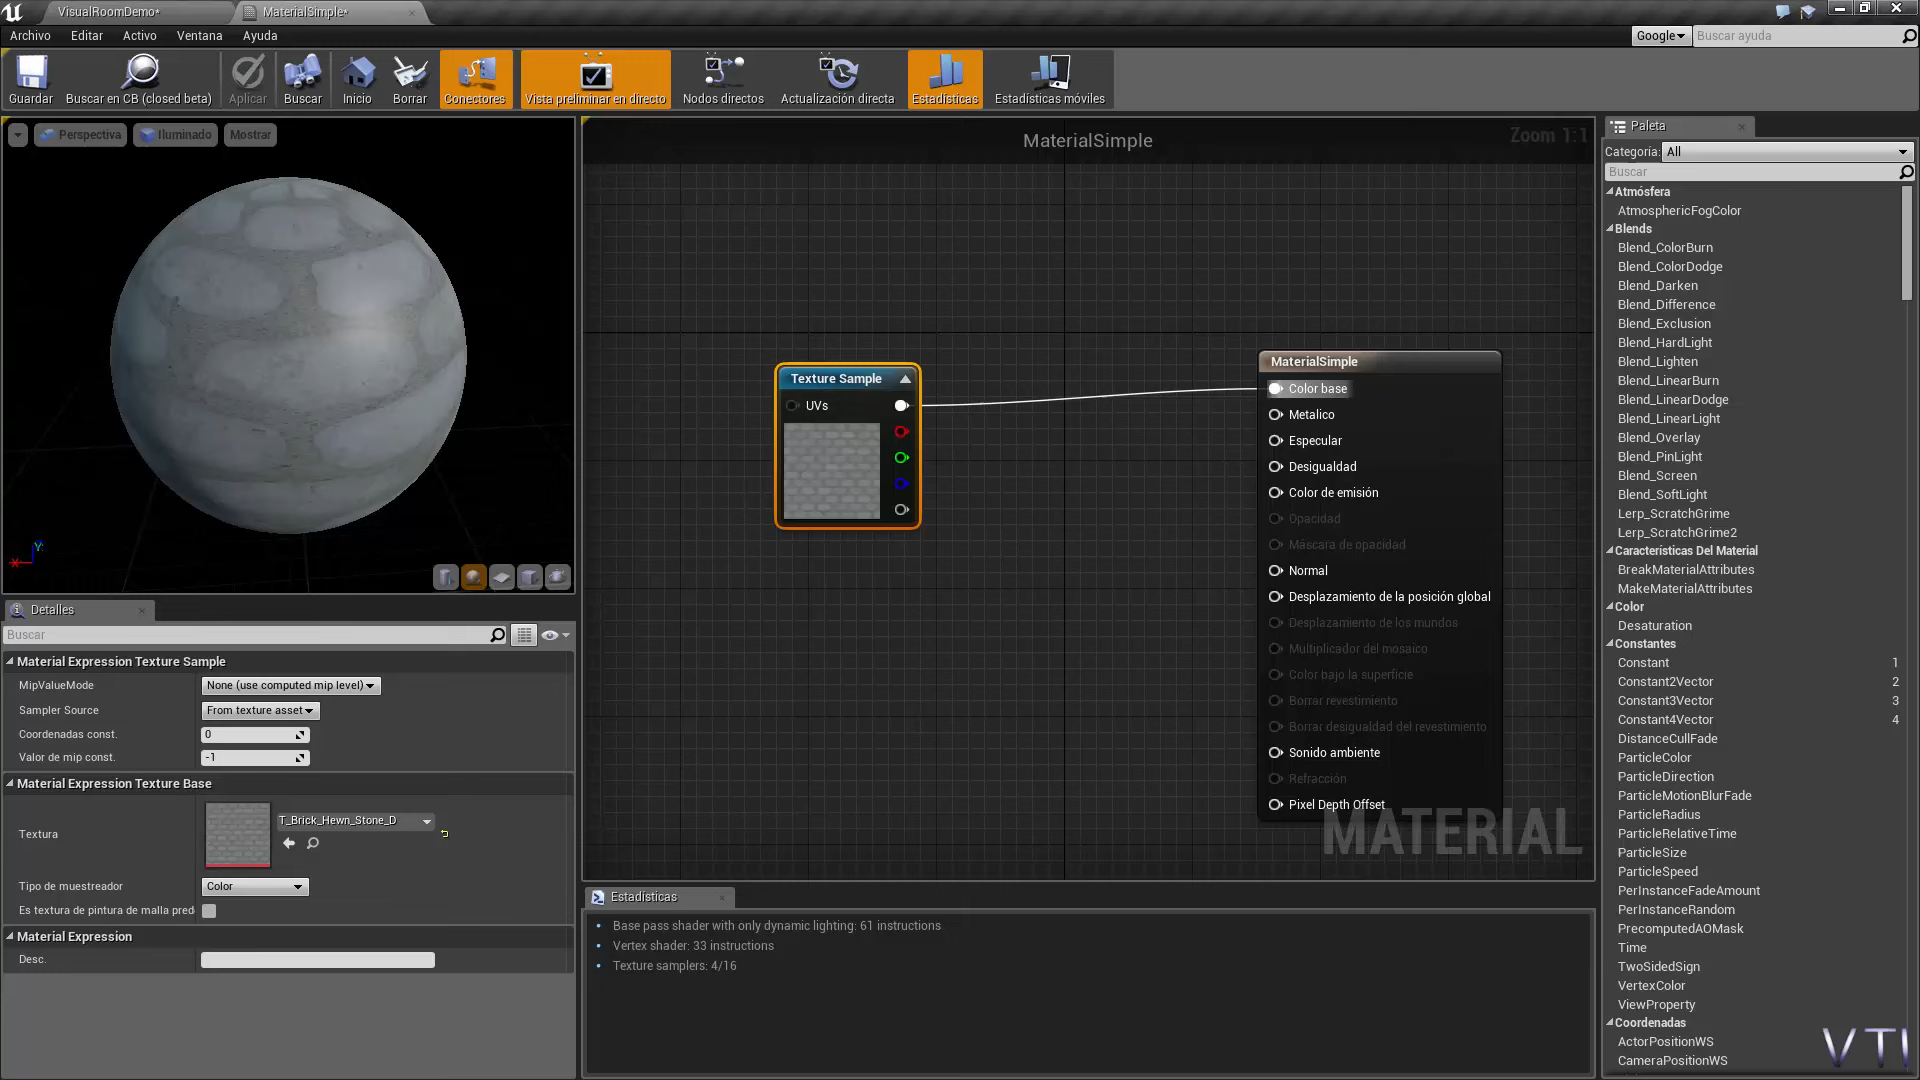 VisualRoomDemo*
MaterialSimple*
Archivo
Editar
Activo
Ventana
Ayuda
Google
Buscar ayuda
Guardar
Buscar en CB (closed beta)
Aplicar
Buscar
Inicio
Borrar
Conectores
Vista preliminar en directo
Nodos directos
Actualización directa
Estadísticas
Estadísticas móviles
Perspectiva
Iluminado
Mostrar
Y
X
Detalles
Buscar
Material Expression Texture Sample
MipValueMode
None (use computed mip level)
Sampler Source
From texture asset
Coordenadas const.
0
Valor de mip const.
-1
Material Expression Texture Base
Textura
T_Brick_Hewn_Stone_D
Tipo de muestreador
Color
Es textura de pintura de malla pred
Material Expression
Desc.
MaterialSimple
Zoom 1:1
Texture Sample
UVs
MaterialSimple
Color base
Metalico
Especular
Desigualdad
Color de emisión
Opacidad
Máscara de opacidad
Normal
Desplazamiento de la posición global
Desplazamiento de los mundos
Multiplicador del mosaico
Color bajo la superficie
Borrar revestimiento
Borrar desigualdad del revestimiento
Sonido ambiente
Refracción
Pixel Depth Offset
MATERIAL
Estadísticas
Base pass shader with only dynamic lighting: 61 instructions
Vertex shader: 33 instructions
Texture samplers: 4/16
Paleta
Categoría: All
Buscar
Atmósfera
AtmosphericFogColor
Blends
Blend_ColorBurn
Blend_ColorDodge
Blend_Darken
Blend_Difference
Blend_Exclusion
Blend_HardLight
Blend_Lighten
Blend_LinearBurn
Blend_LinearDodge
Blend_LinearLight
Blend_Overlay
Blend_PinLight
Blend_Screen
Blend_SoftLight
Lerp_ScratchGrime
Lerp_ScratchGrime2
Características Del Material
BreakMaterialAttributes
MakeMaterialAttributes
Color
Desaturation
Constantes
Constant 1
Constant2Vector 2
Constant3Vector 3
Constant4Vector 4
DistanceCullFade
ParticleColor
ParticleDirection
ParticleMotionBlurFade
ParticleRadius
ParticleRelativeTime
ParticleSize
ParticleSpeed
PerInstanceFadeAmount
PerInstanceRandom
PrecomputedAOMask
Time
TwoSidedSign
VertexColor
ViewProperty
Coordenadas
ActorPositionWS
CameraPositionWS
VTI